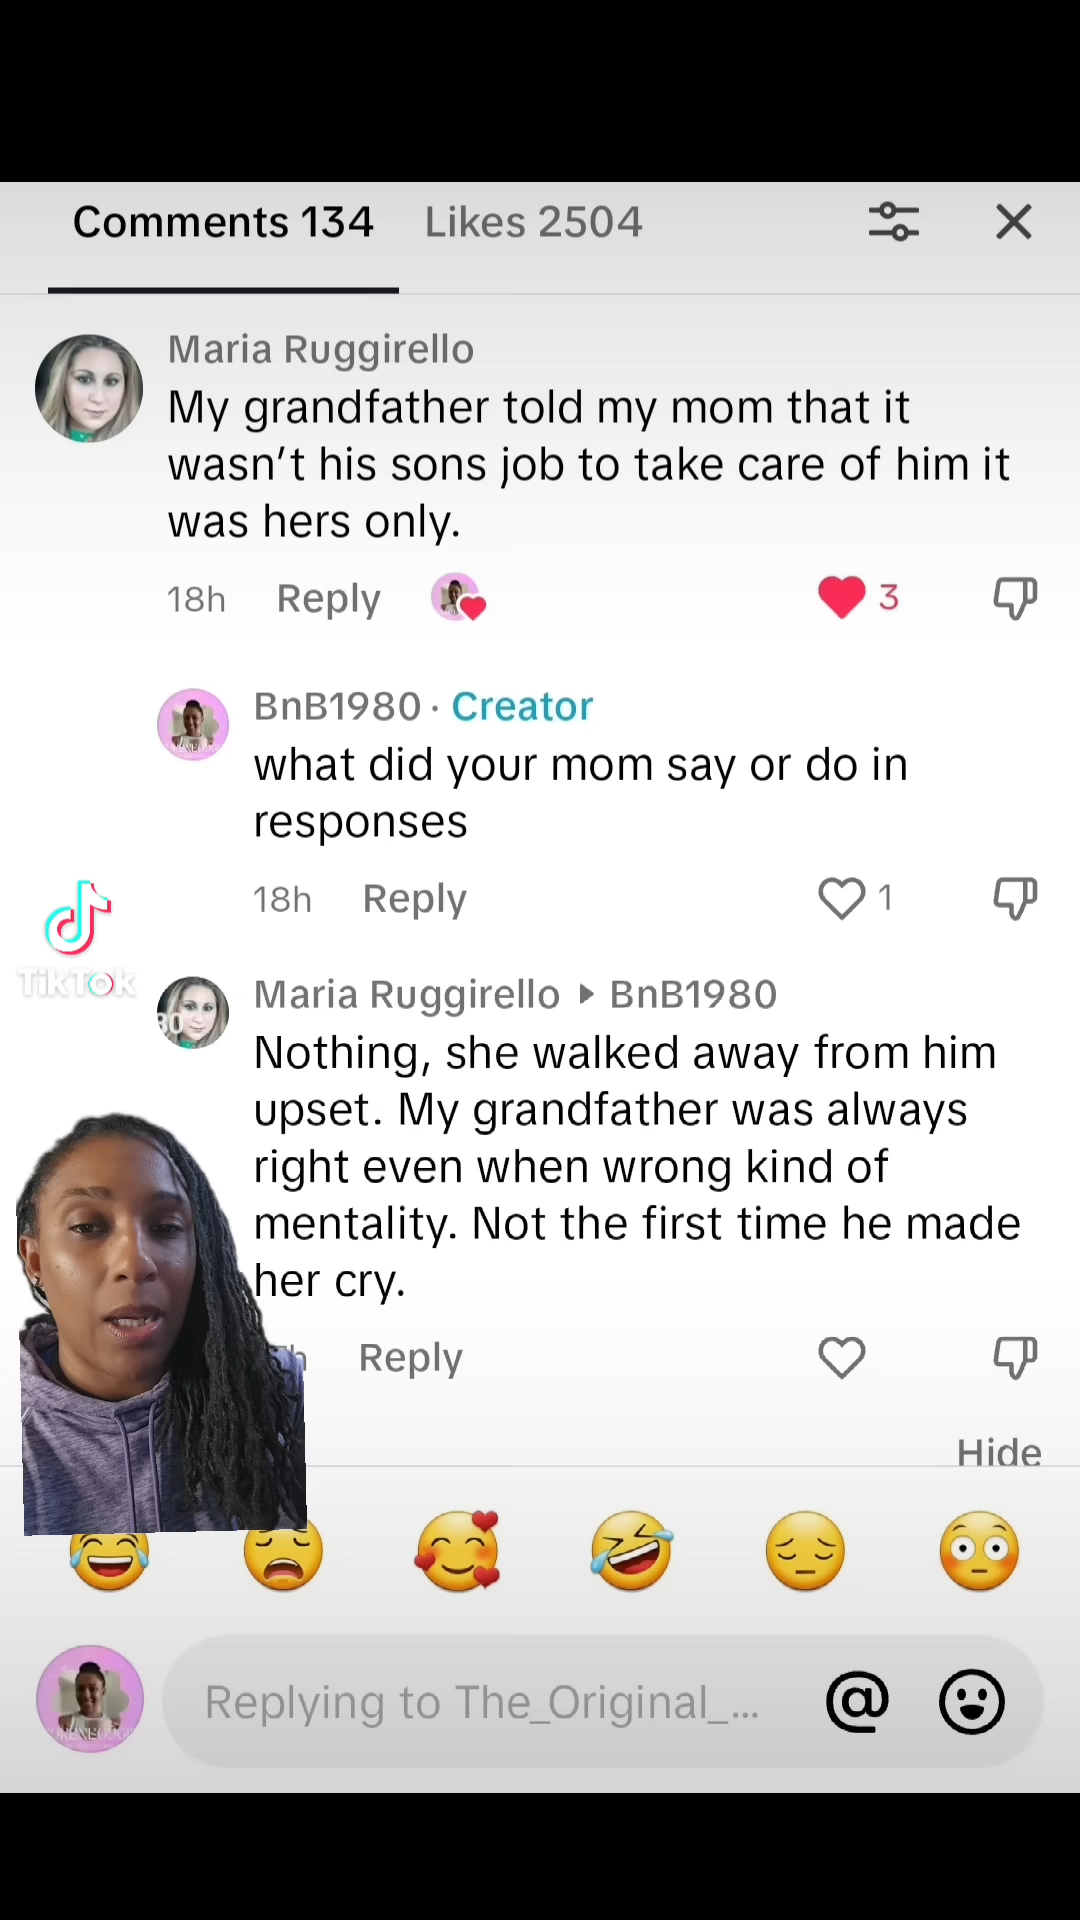 Comments 134 Likes 2504
Maria Ruggirello
My grandfather told my mom that it
wasn't his sons job to take care of him it
was hers only.
18h Reply 3
BnB1980 · Creator
what did your mom say or do in
responses
18h Reply 1
TikTok
Maria Ruggirello ▸ BnB1980
80
Nothing, she walked away from him
upset. My grandfather was always
right even when wrong kind of
mentality. Not the first time he made
her cry.
h Reply
Hide
Replying to The_Original_...
@